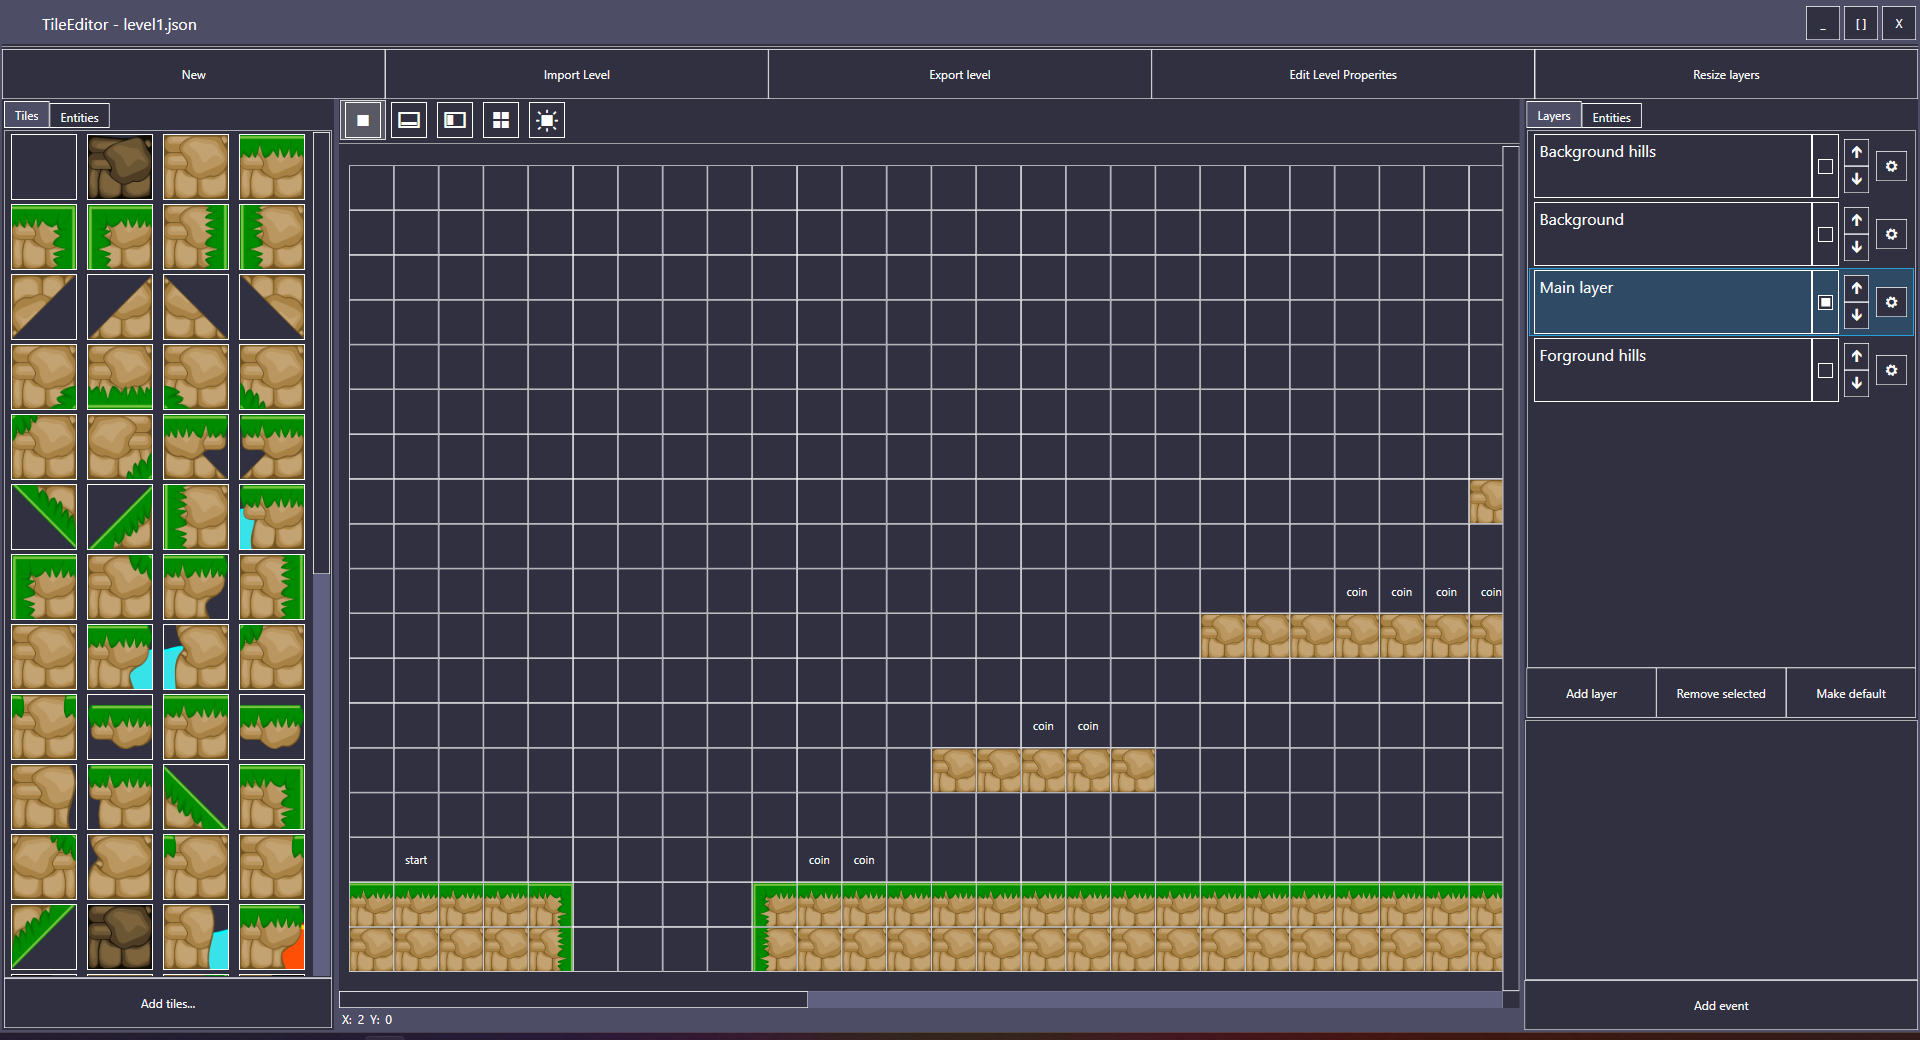 TileEditor - level1.json
_ [ ] X
New Import Level Export level Edit Level Properites Resize layers
Tiles Entities
Layers Entities
Background hills
Background
Main layer
Forground hills
coin coin coin coin
coin coin
start coin coin
Add layer Remove selected Make default
Add tiles...
Add event
X: 2 Y: 0